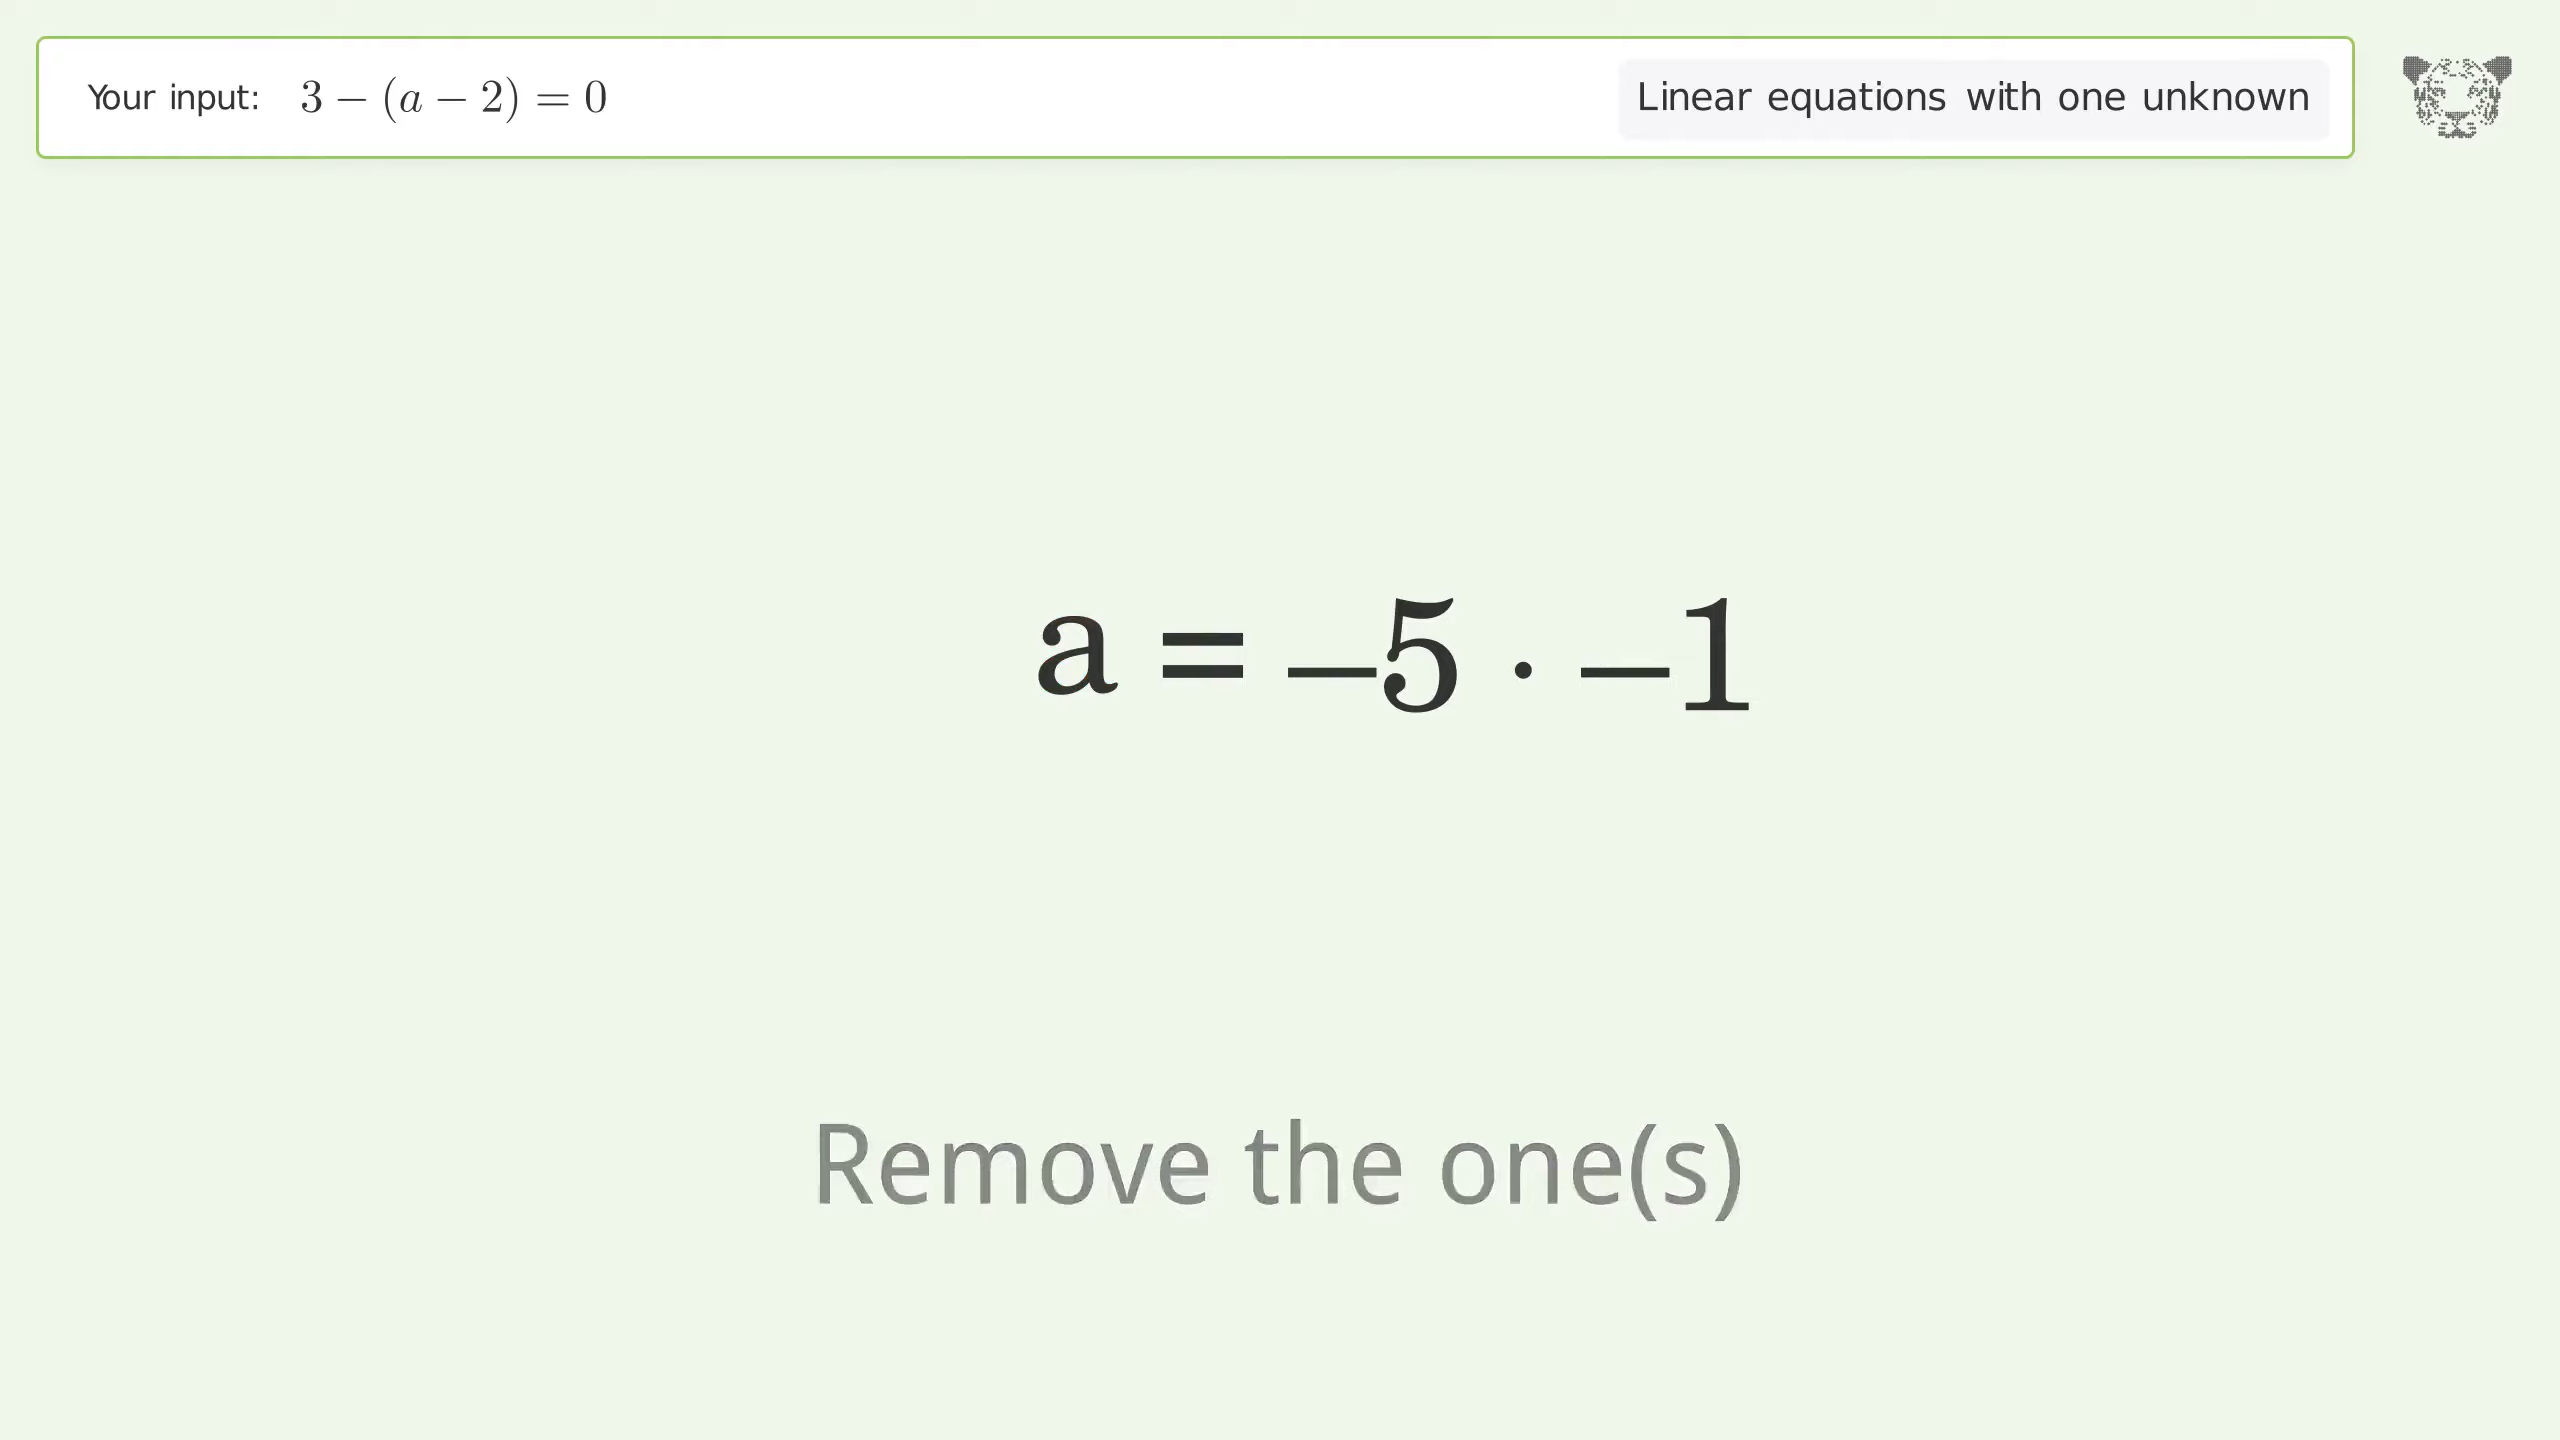 Your input: 3 − (a − 2) = 0
Linear equations with one unknown
a = −5 · −1
Remove the one(s)